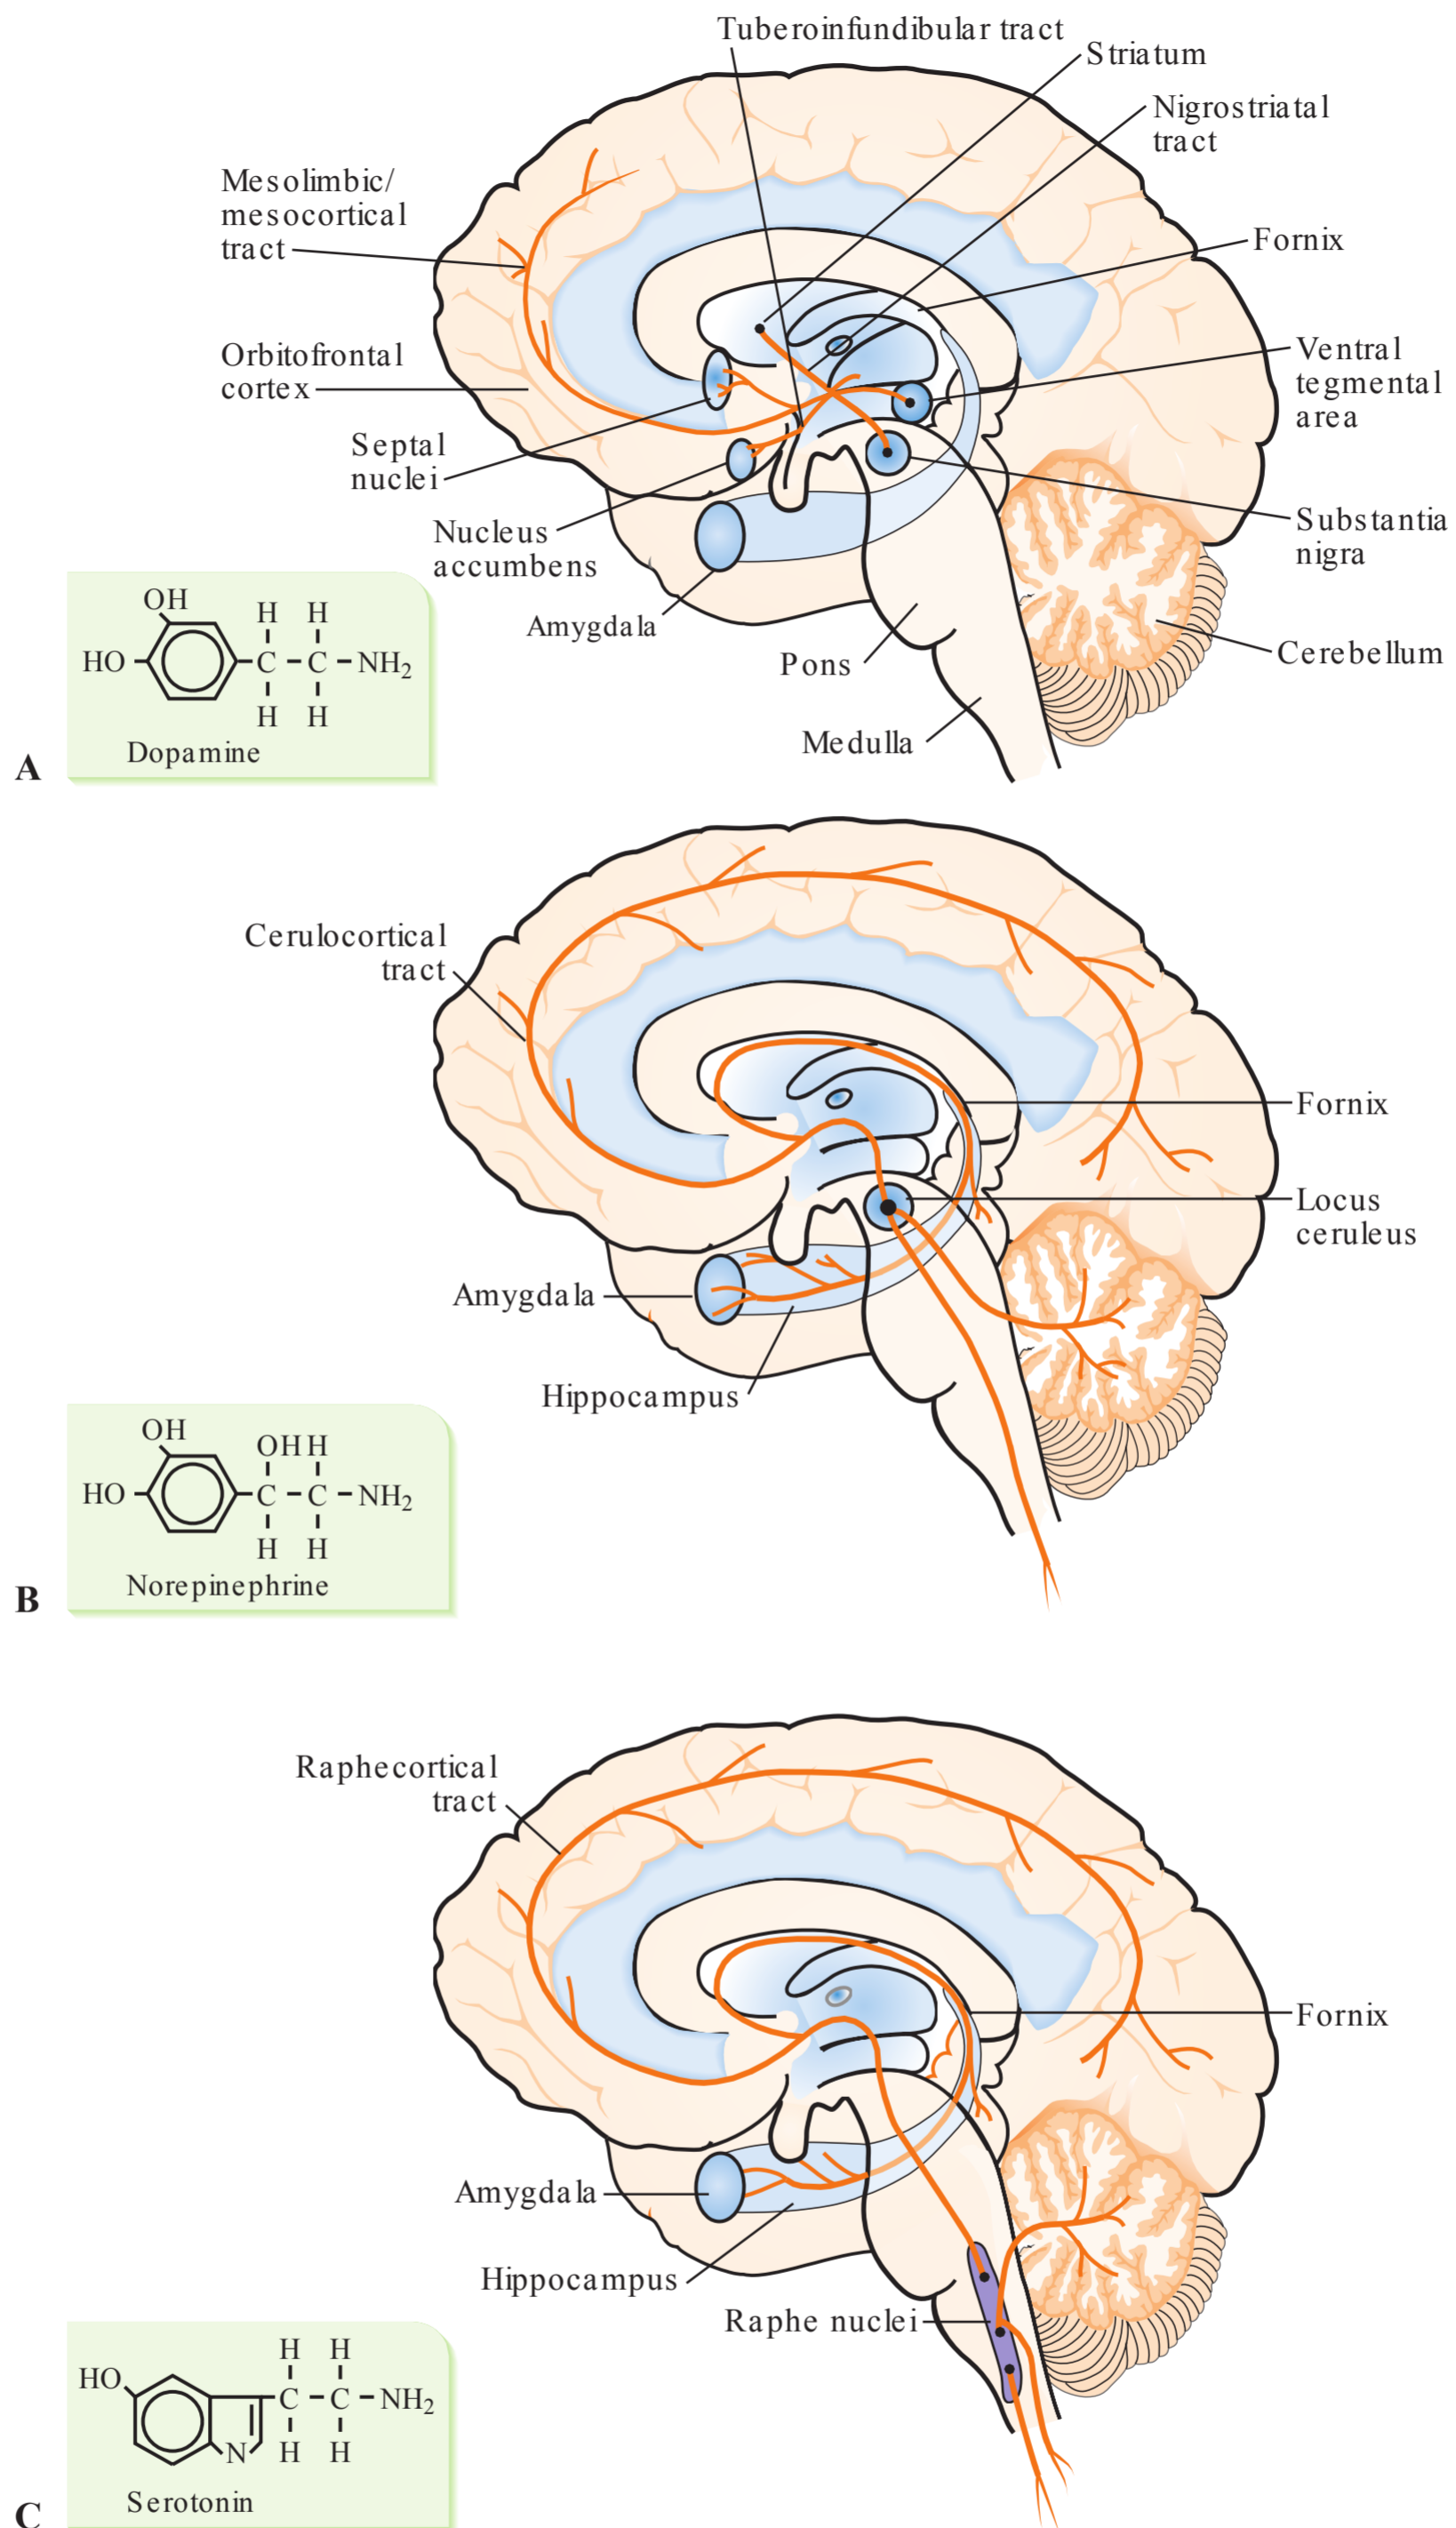 Tuberoinfundibular tract
Striatum
Nigrostriatal
tract
Mesolimbic/
mesocortical
tract
Fornix
Orbitofrontal
cortex
Ventral
tegmental
area
Septal
nuclei
Nucleus
accumbens
Substantia
nigra
Amygdala
Pons
Cerebellum
Medulla
OH
H H
HO C C NH2
H H
Dopamine
A
Cerulocortical
tract
Fornix
Locus
ceruleus
Amygdala
Hippocampus
OH
OH H
HO C C NH2
H H
Norepinephrine
B
Raphecortical
tract
Fornix
Amygdala
Hippocampus
Raphe nuclei
H H
HO
C C NH2
N H H
Serotonin
C